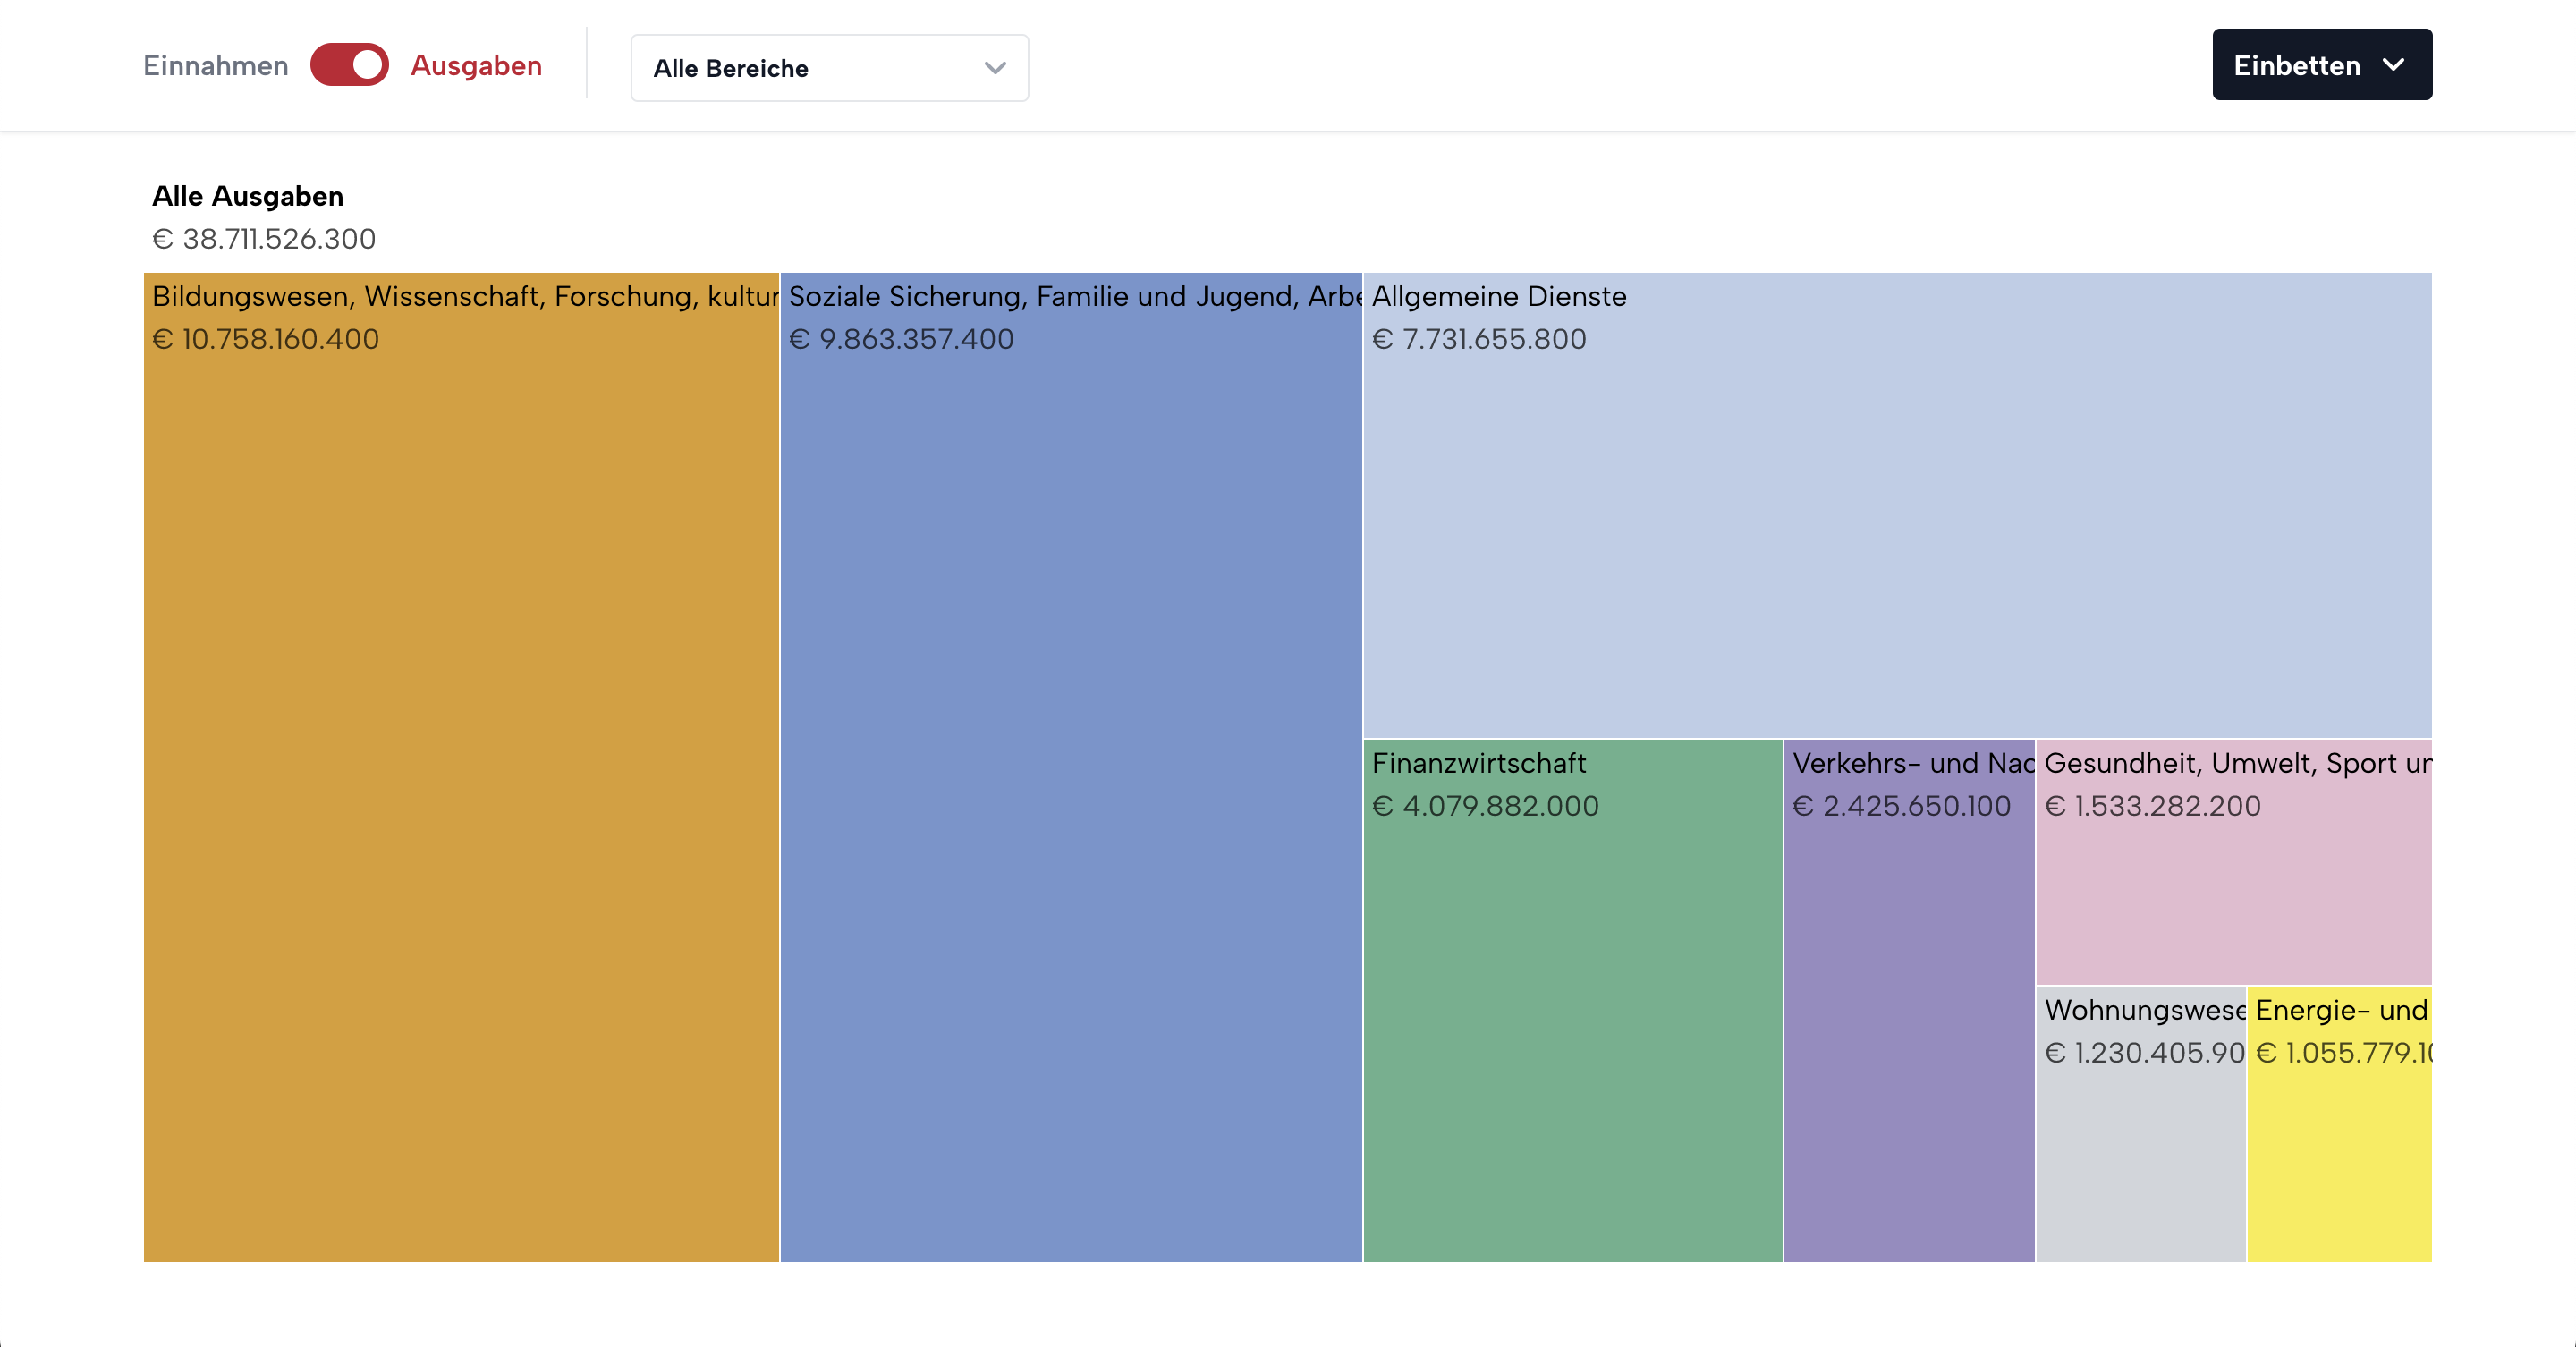 Einnahmen Ausgaben
Alle Bereiche
Einbetten
Alle Ausgaben
€ 38.711.526.300
Bildungswesen, Wissenschaft, Forschung, kultur
€ 10.758.160.400
Soziale Sicherung, Familie und Jugend, Arbe
€ 9.863.357.400
Allgemeine Dienste
€ 7.731.655.800
Finanzwirtschaft
€ 4.079.882.000
Verkehrs- und Nac
€ 2.425.650.100
Gesundheit, Umwelt, Sport un
€ 1.533.282.200
Wohnungswese
€ 1.230.405.90
Energie- und
€ 1.055.779.10